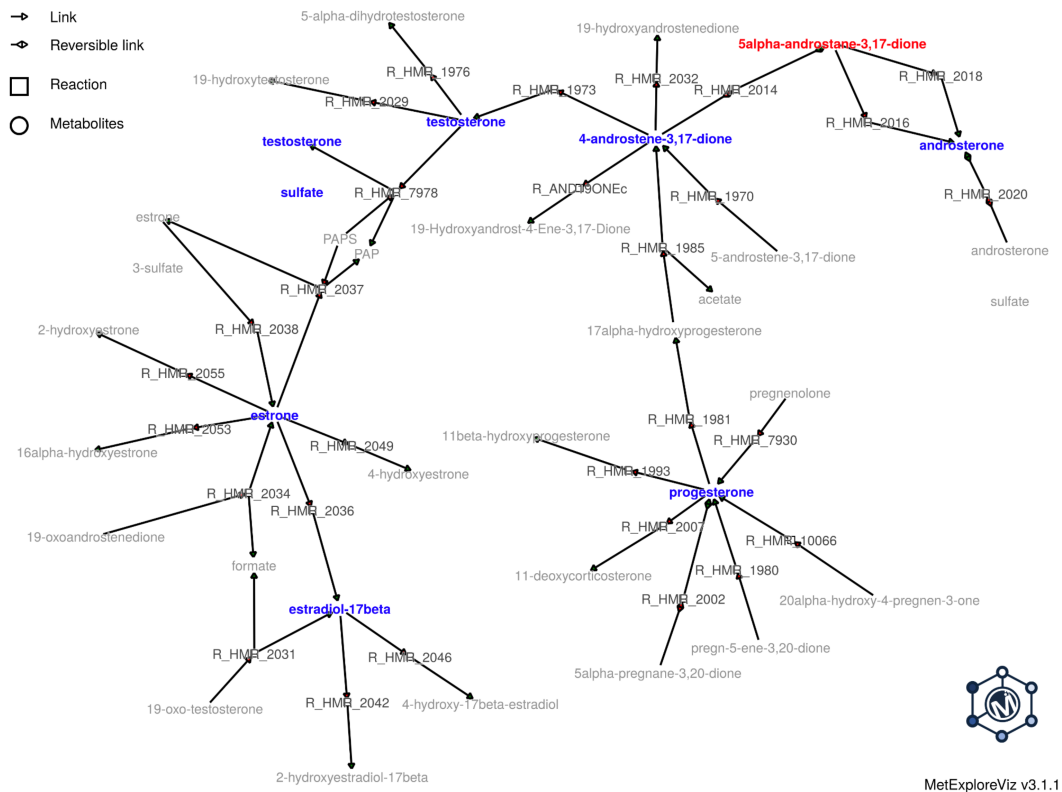 Link
Reversible link
Reaction
Metabolites
5-alpha-dihydrotestosterone
19-hydroxyandrostenedione
5alpha-androstane-3,17-dione
19-hydroxytestosterone
R_HMR_1976
R_HMR_2032
R_HMR_2018
R_HMR_2029
R_HMR_1973
R_HMR_2014
testosterone
R_HMR_2016
testosterone
4-androstene-3,17-dione
androsterone
sulfate
R_HMR_7978
R_HMR_1970
R_HMR_2020
estrone
19-Hydroxyandrost-4-Ene-3,17-Dione
PAPS
PAP
R_HMR_1985
5-androstene-3,17-dione
androsterone
3-sulfate
R_HMR_2037
acetate
sulfate
2-hydroxyestrone
R_HMR_2038
17alpha-hydroxyprogesterone
R_HMR_2055
pregnenolone
estrone
R_HMR_1981
R_HMR_2053
R_HMR_2049
11beta-hydroxyprogesterone
R_HMR_7930
16alpha-hydroxyestrone
4-hydroxyestrone
R_HMR_1993
R_HMR_2034
R_HMR_2036
progesterone
19-oxoandrostenedione
R_HMR_2007
R_HMR_10066
formate
11-deoxycorticosterone
R_HMR_1980
estradiol-17beta
R_HMR_2002
20alpha-hydroxy-4-pregnen-3-one
R_HMR_2031
R_HMR_2046
pregn-5-ene-3,20-dione
19-oxo-testosterone
R_HMR_2042
4-hydroxy-17beta-estradiol
5alpha-pregnane-3,20-dione
2-hydroxyestradiol-17beta
MetExploreViz v3.1.1